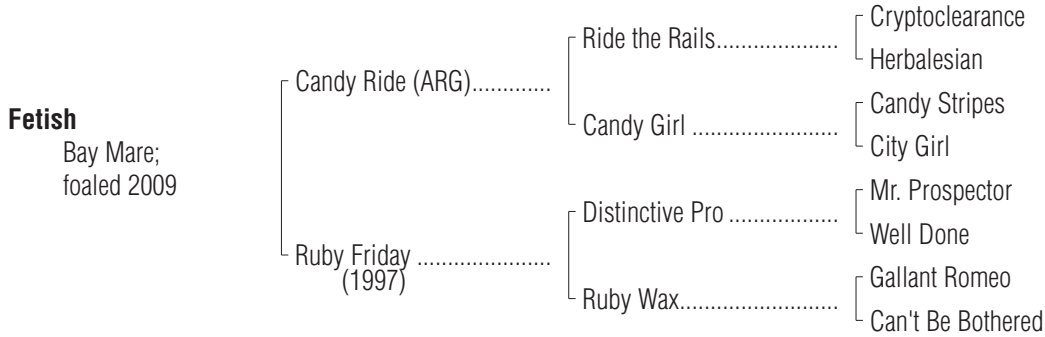 Cryptoclearance
Ride the Rails....................
Herbalesian
Candy Ride (ARG).............
Candy Stripes
Candy Girl ........................
City Girl
Fetish
Bay Mare;
foaled 2009
Mr. Prospector
Distinctive Pro ..................
Well Done
Ruby Friday ......................
(1997)
Gallant Romeo
Ruby Wax..........................
Can't Be Bothered